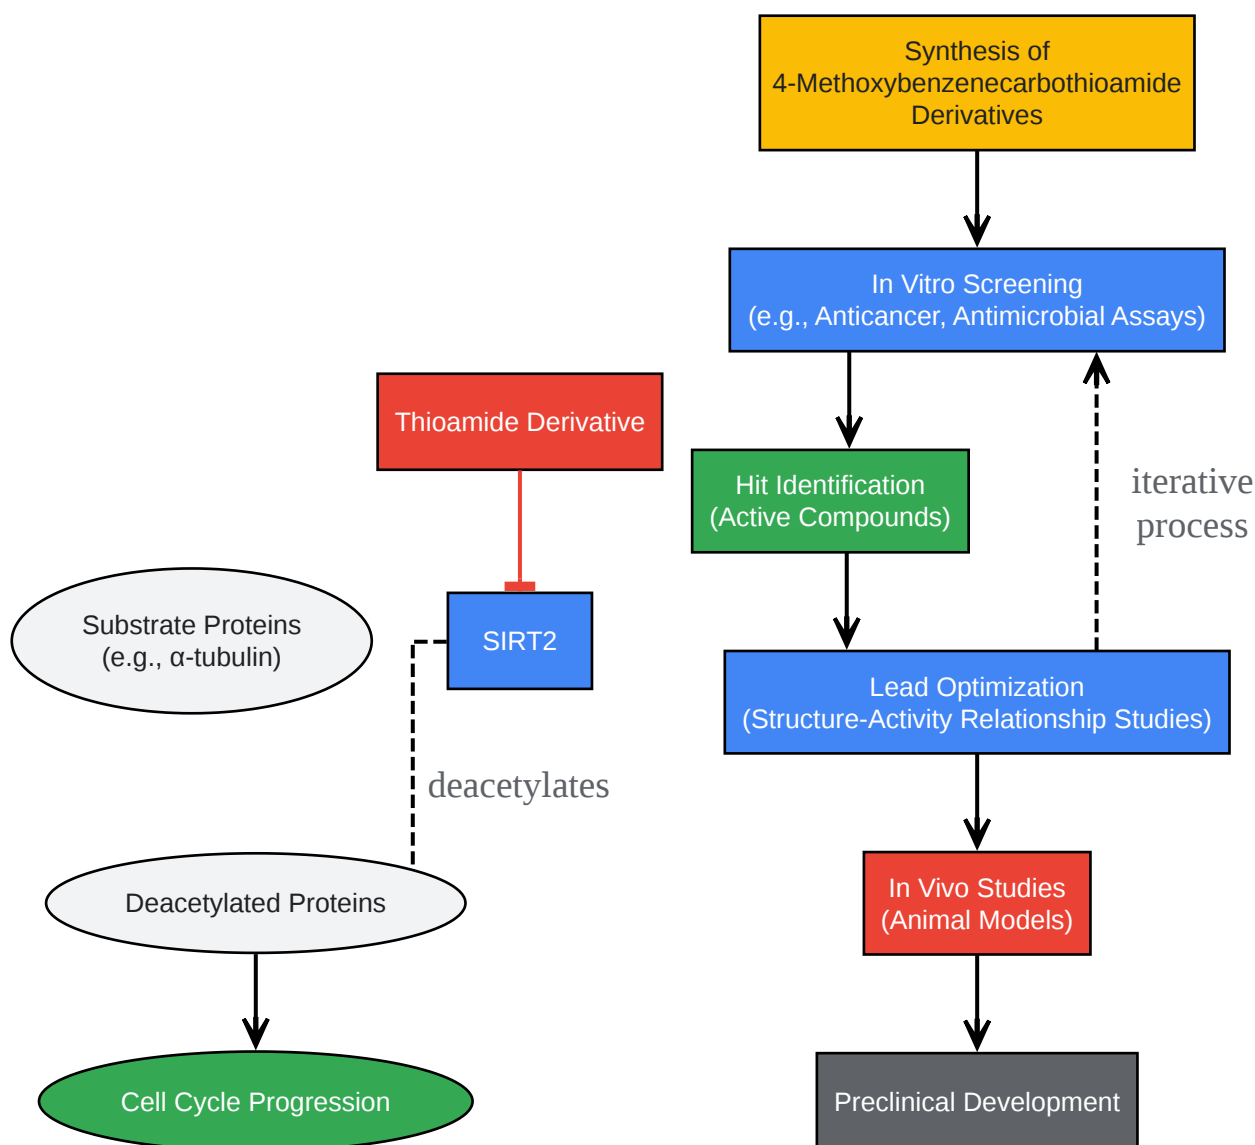 Synthesis of
4-Methoxybenzenecarbothioamide
Derivatives
In Vitro Screening
(e.g., Anticancer, Antimicrobial Assays)
Thioamide Derivative
Hit Identification
(Active Compounds)
iterative
process
Substrate Proteins
(e.g., α-tubulin)
SIRT2
Lead Optimization
(Structure-Activity Relationship Studies)
deacetylates
Deacetylated Proteins
In Vivo Studies
(Animal Models)
Cell Cycle Progression
Preclinical Development